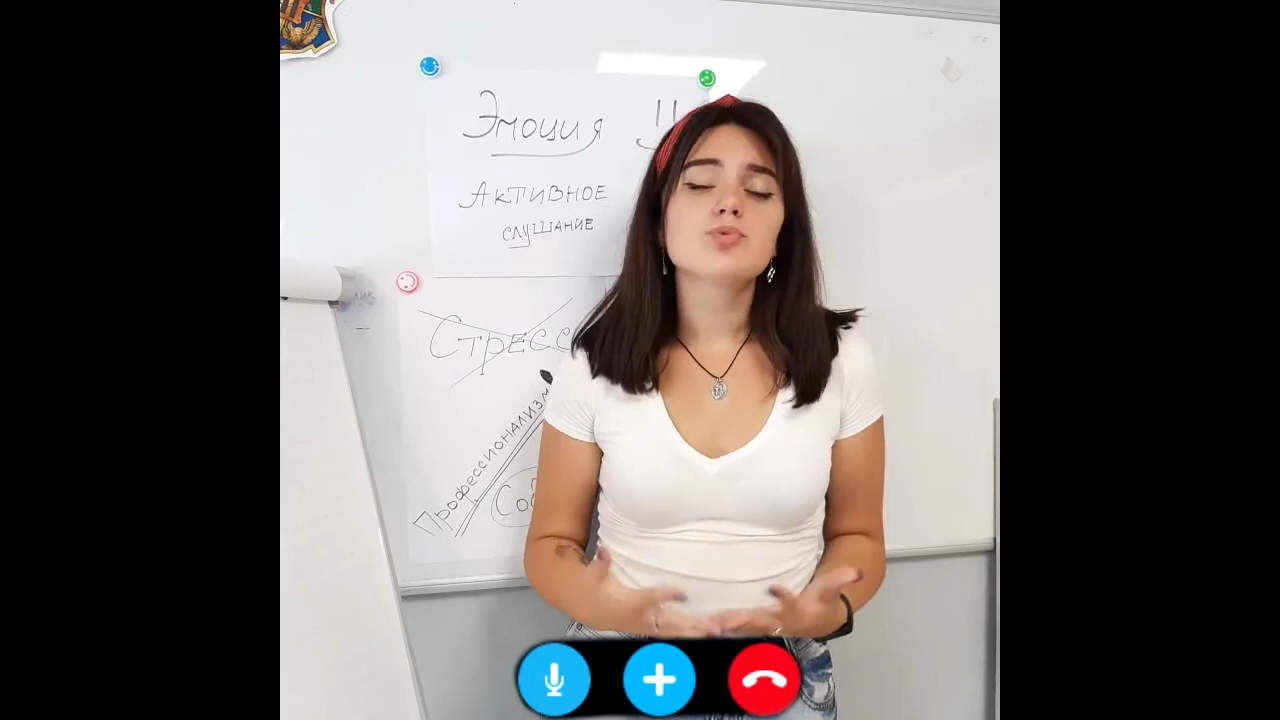 Эмоция
Активное
слушание
Стресс
Профессионализм